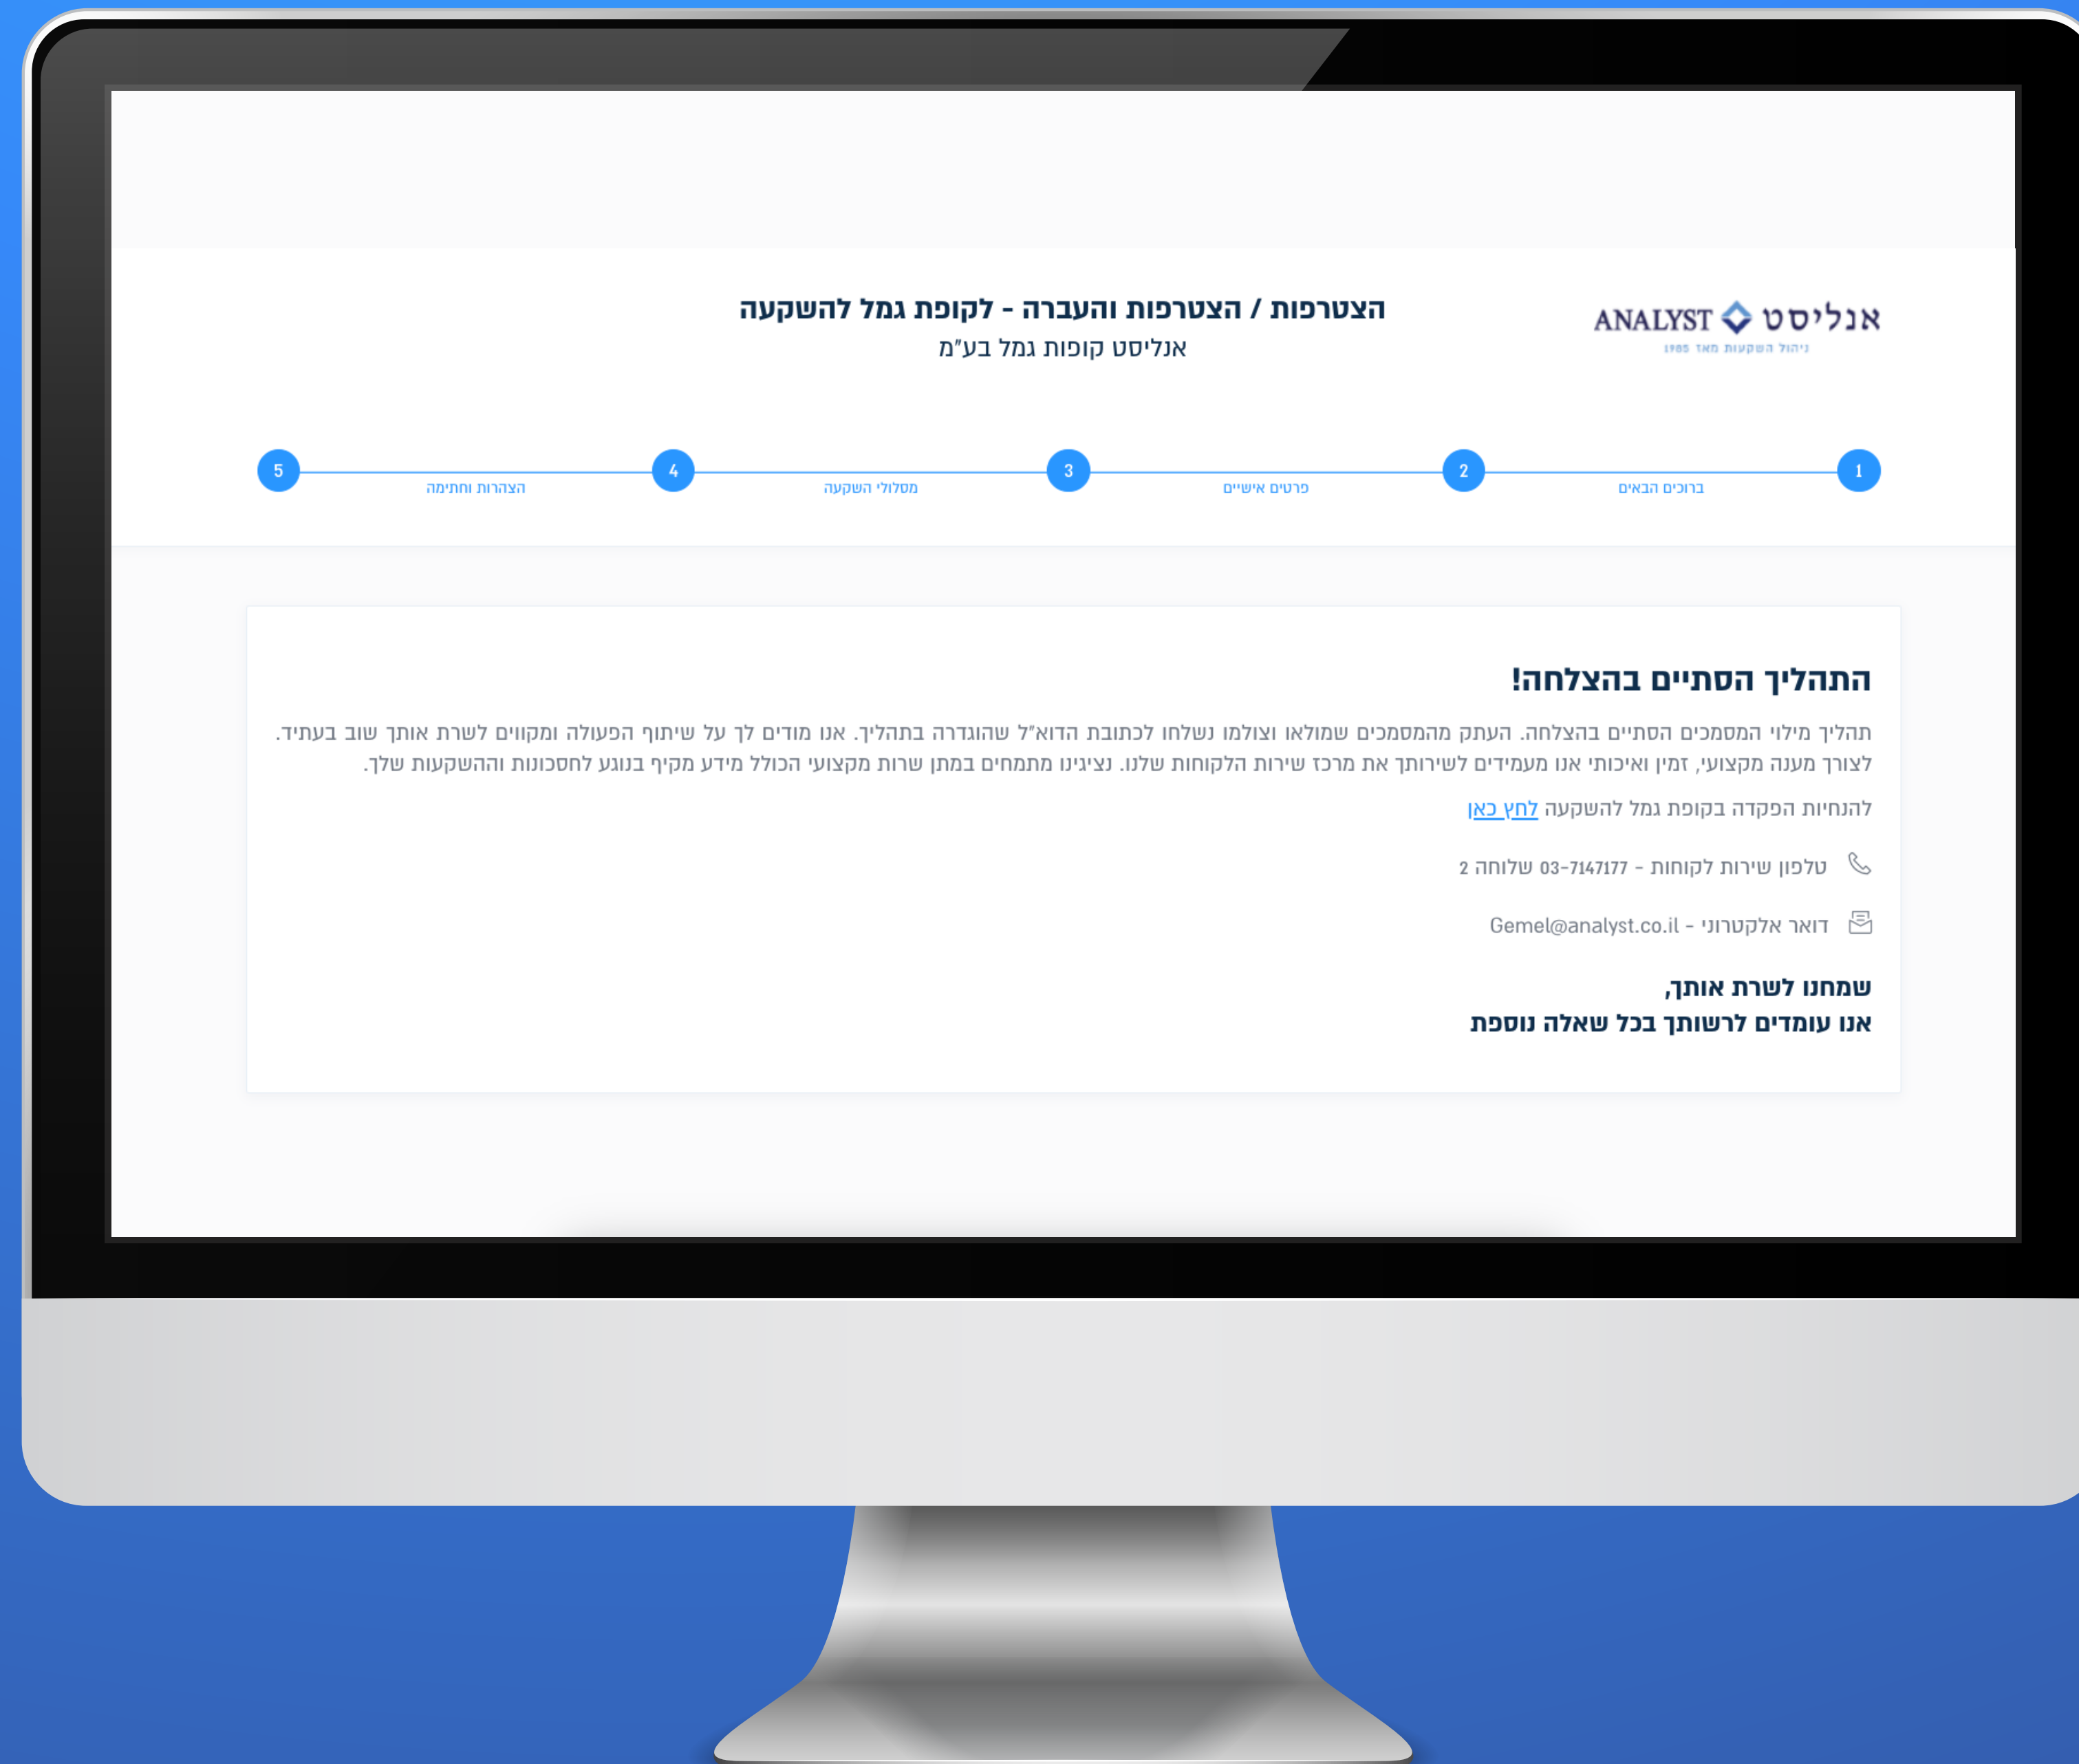 אנליסט ANALYST
ניהול השקעות מאז 1985
הצטרפות / הצטרפות והעברה - לקופת גמל להשקעה
אנליסט קופות גמל בע"מ
1 2 3 4 5
ברוכים הבאים
פרטים אישיים
מסלולי השקעה
הצהרות וחתימה
התהליך הסתיים בהצלחה!
תהליך מילוי המסמכים הסתיים בהצלחה. העתק מהמסמכים שמולאו וצולמו נשלחו לכתובת הדוא"ל שהוגדרה בתהליך. אנו מודים לך על שיתוף הפעולה ומקווים לשרת אותך שוב בעתיד.
לצורך מענה מקצועי, זמין ואיכותי אנו מעמידים לשירותך את מרכז שירות הלקוחות שלנו. נציגינו מתמחים במתן שרות מקצועי הכולל מידע מקיף בנוגע לחסכונות וההשקעות שלך.
להנחיות הפקדה בקופת גמל להשקעה לחץ כאן
טלפון שירות לקוחות - 03-7147177 שלוחה 2
דואר אלקטרוני - Gemel@analyst.co.il
שמחנו לשרת אותך,
אנו עומדים לרשותך בכל שאלה נוספת